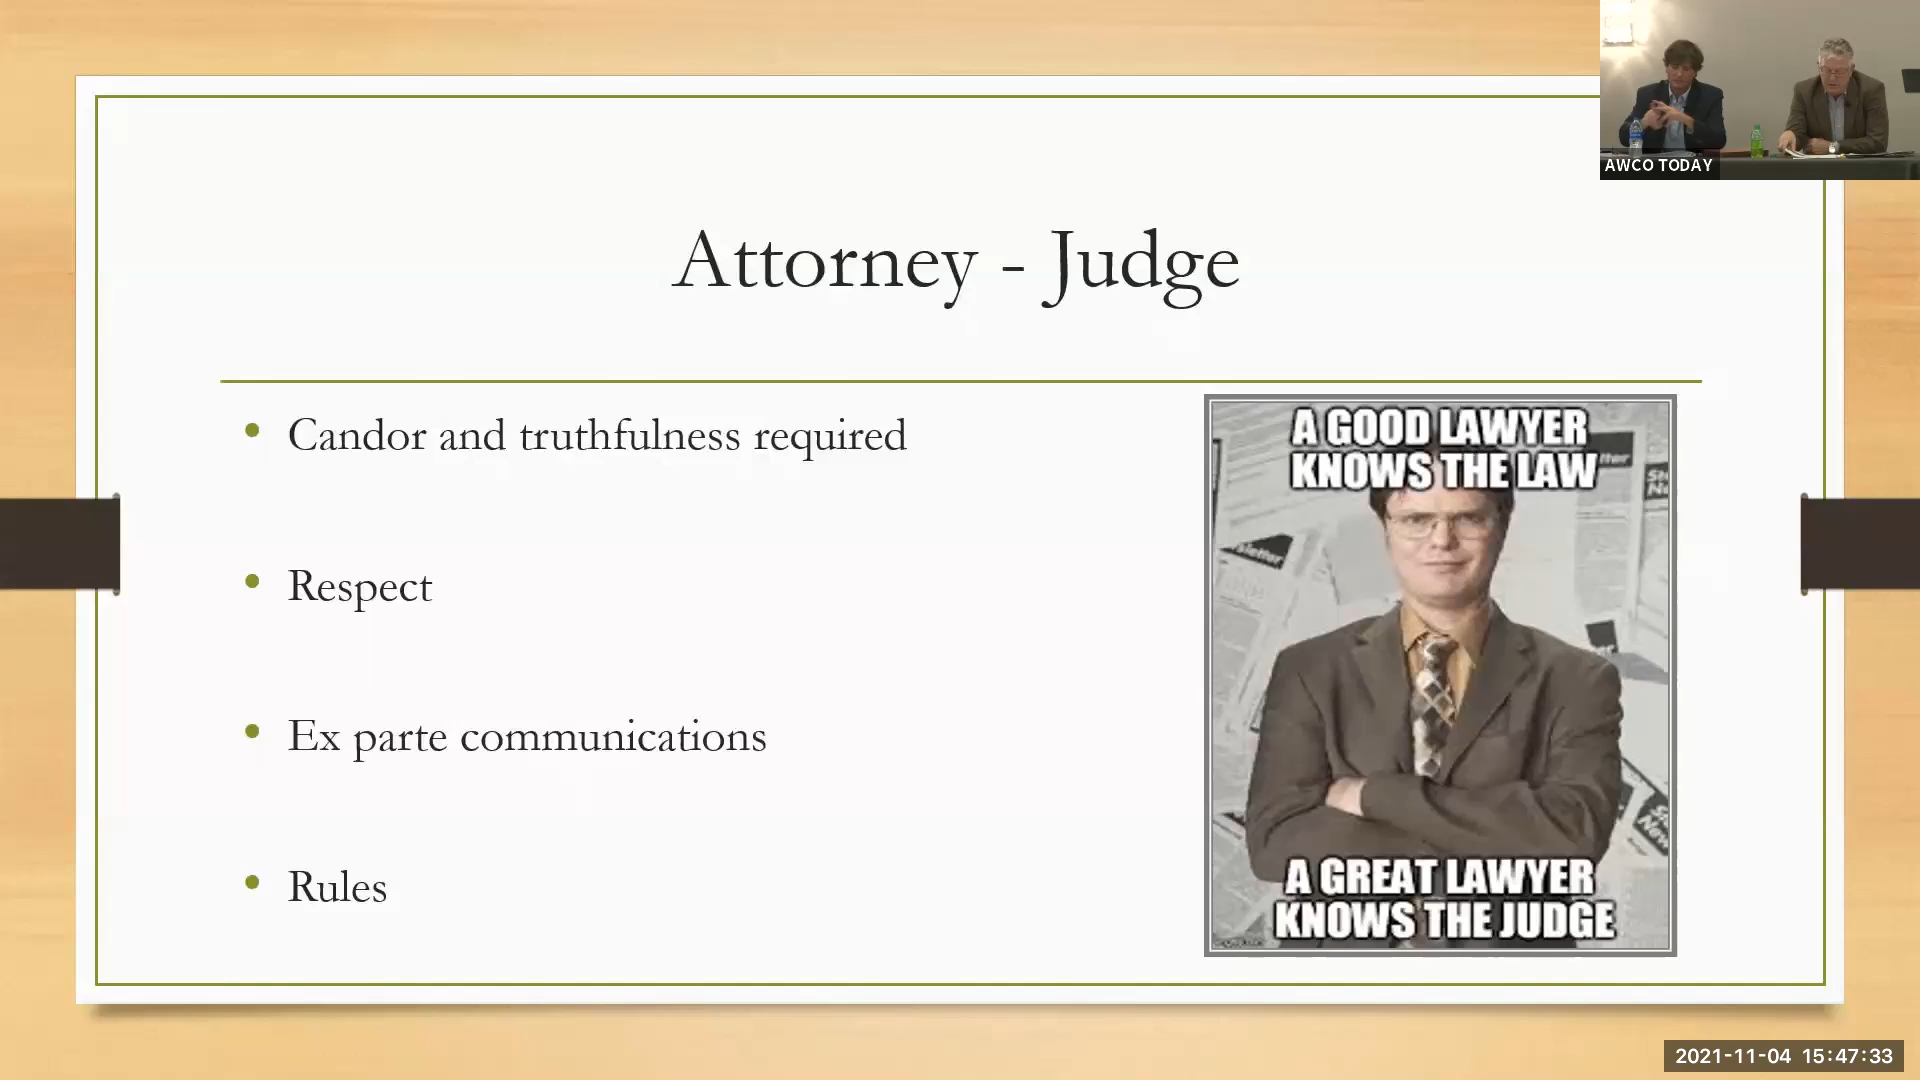 AWCO TODAY
Attorney - Judge
Candor and truthfulness required
Respect
Ex parte communications
Rules
A GOOD LAWYER
KNOWS THE LAW
A GREAT LAWYER
KNOWS THE JUDGE
2021-11-04 15:47:33